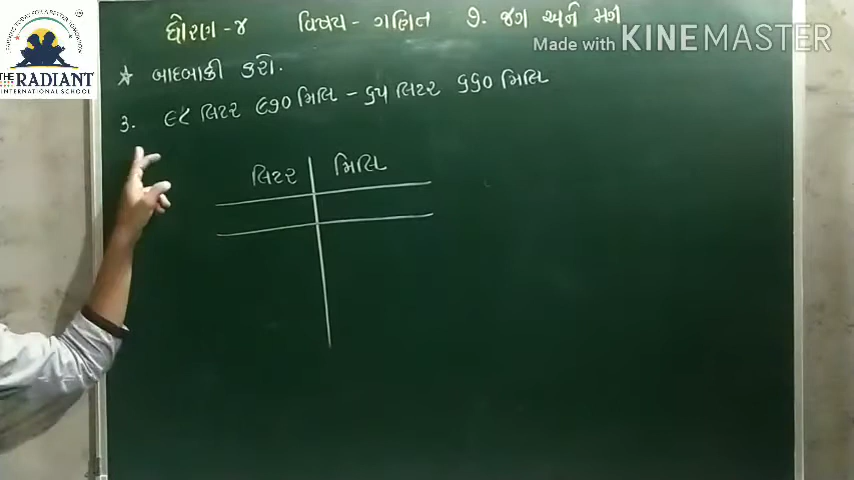 ધોરણ - ૪ વિષય - ગણિત ૭. જગ અને મગ
Made with KINEMASTER
THE RADIANT
INTERNATIONAL SCHOOL
* બાદબાકી કરો.
૩. ૯૮ લિટર ૯૭૦ મિલિ - ૬૫ લિટર ૬૬૦ મિલિ
લિટર મિલિ